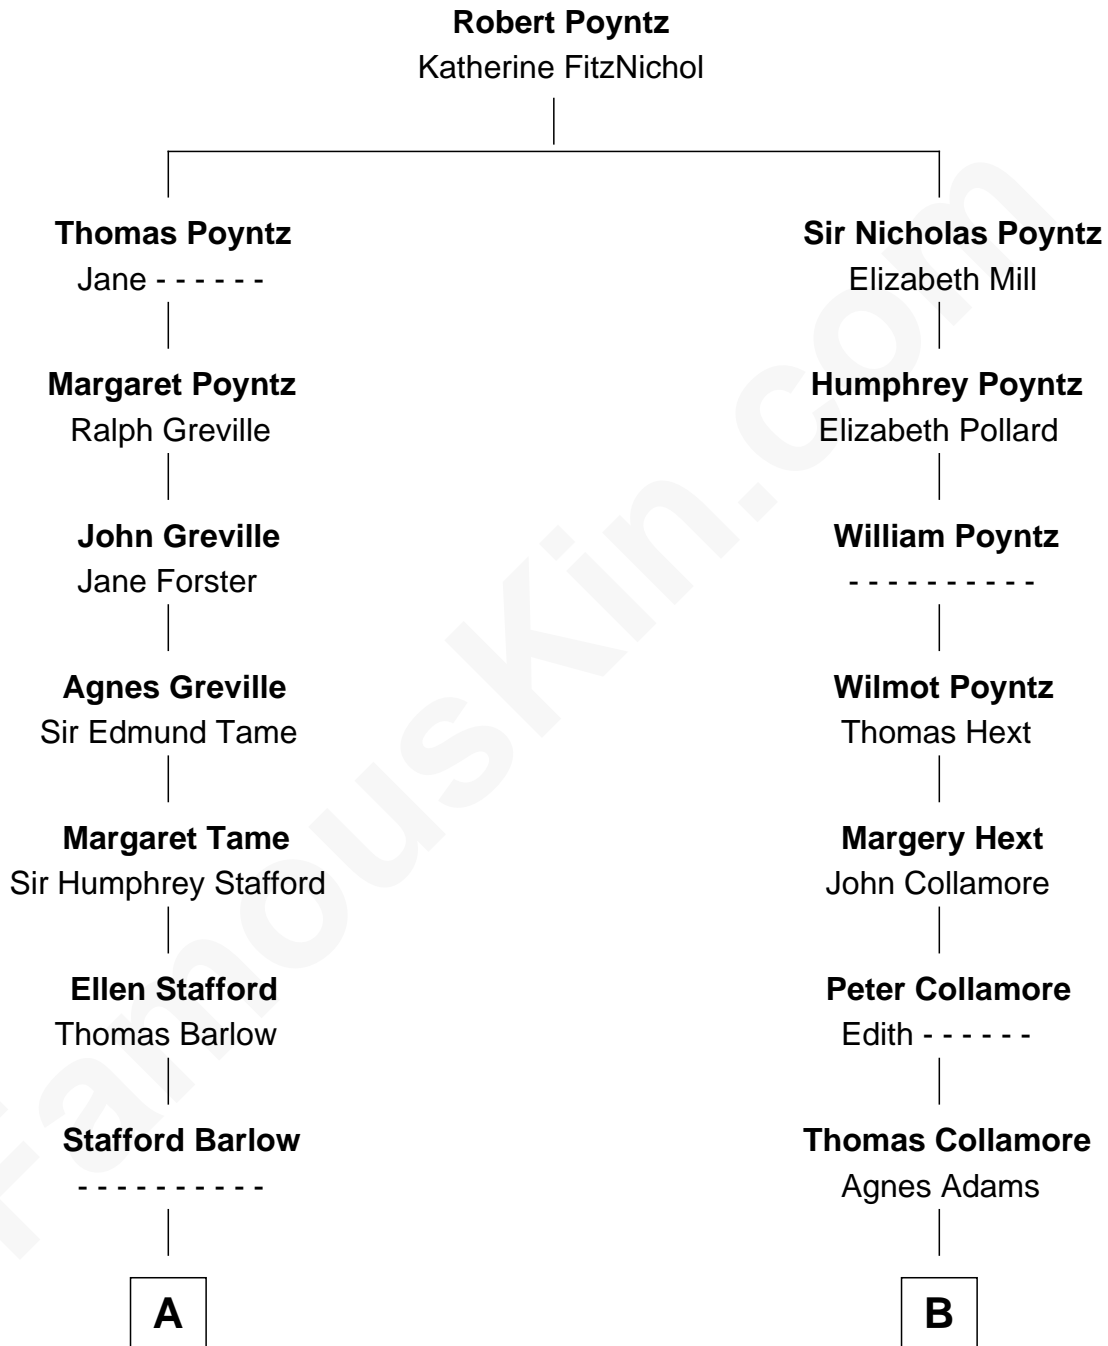 Robert Poyntz
Katherine FitzNichol
Thomas Poyntz
Jane - - - - - -
Sir Nicholas Poyntz
Elizabeth Mill
Margaret Poyntz
Ralph Greville
Humphrey Poyntz
Elizabeth Pollard
John Greville
Jane Forster
William Poyntz
- - - - - - - - - -
Agnes Greville
Sir Edmund Tame
Wilmot Poyntz
Thomas Hext
Margaret Tame
Sir Humphrey Stafford
Margery Hext
John Collamore
Ellen Stafford
Thomas Barlow
Peter Collamore
Edith - - - - - -
Stafford Barlow
- - - - - - - - - -
Thomas Collamore
Agnes Adams
A
B
FamousKin.com